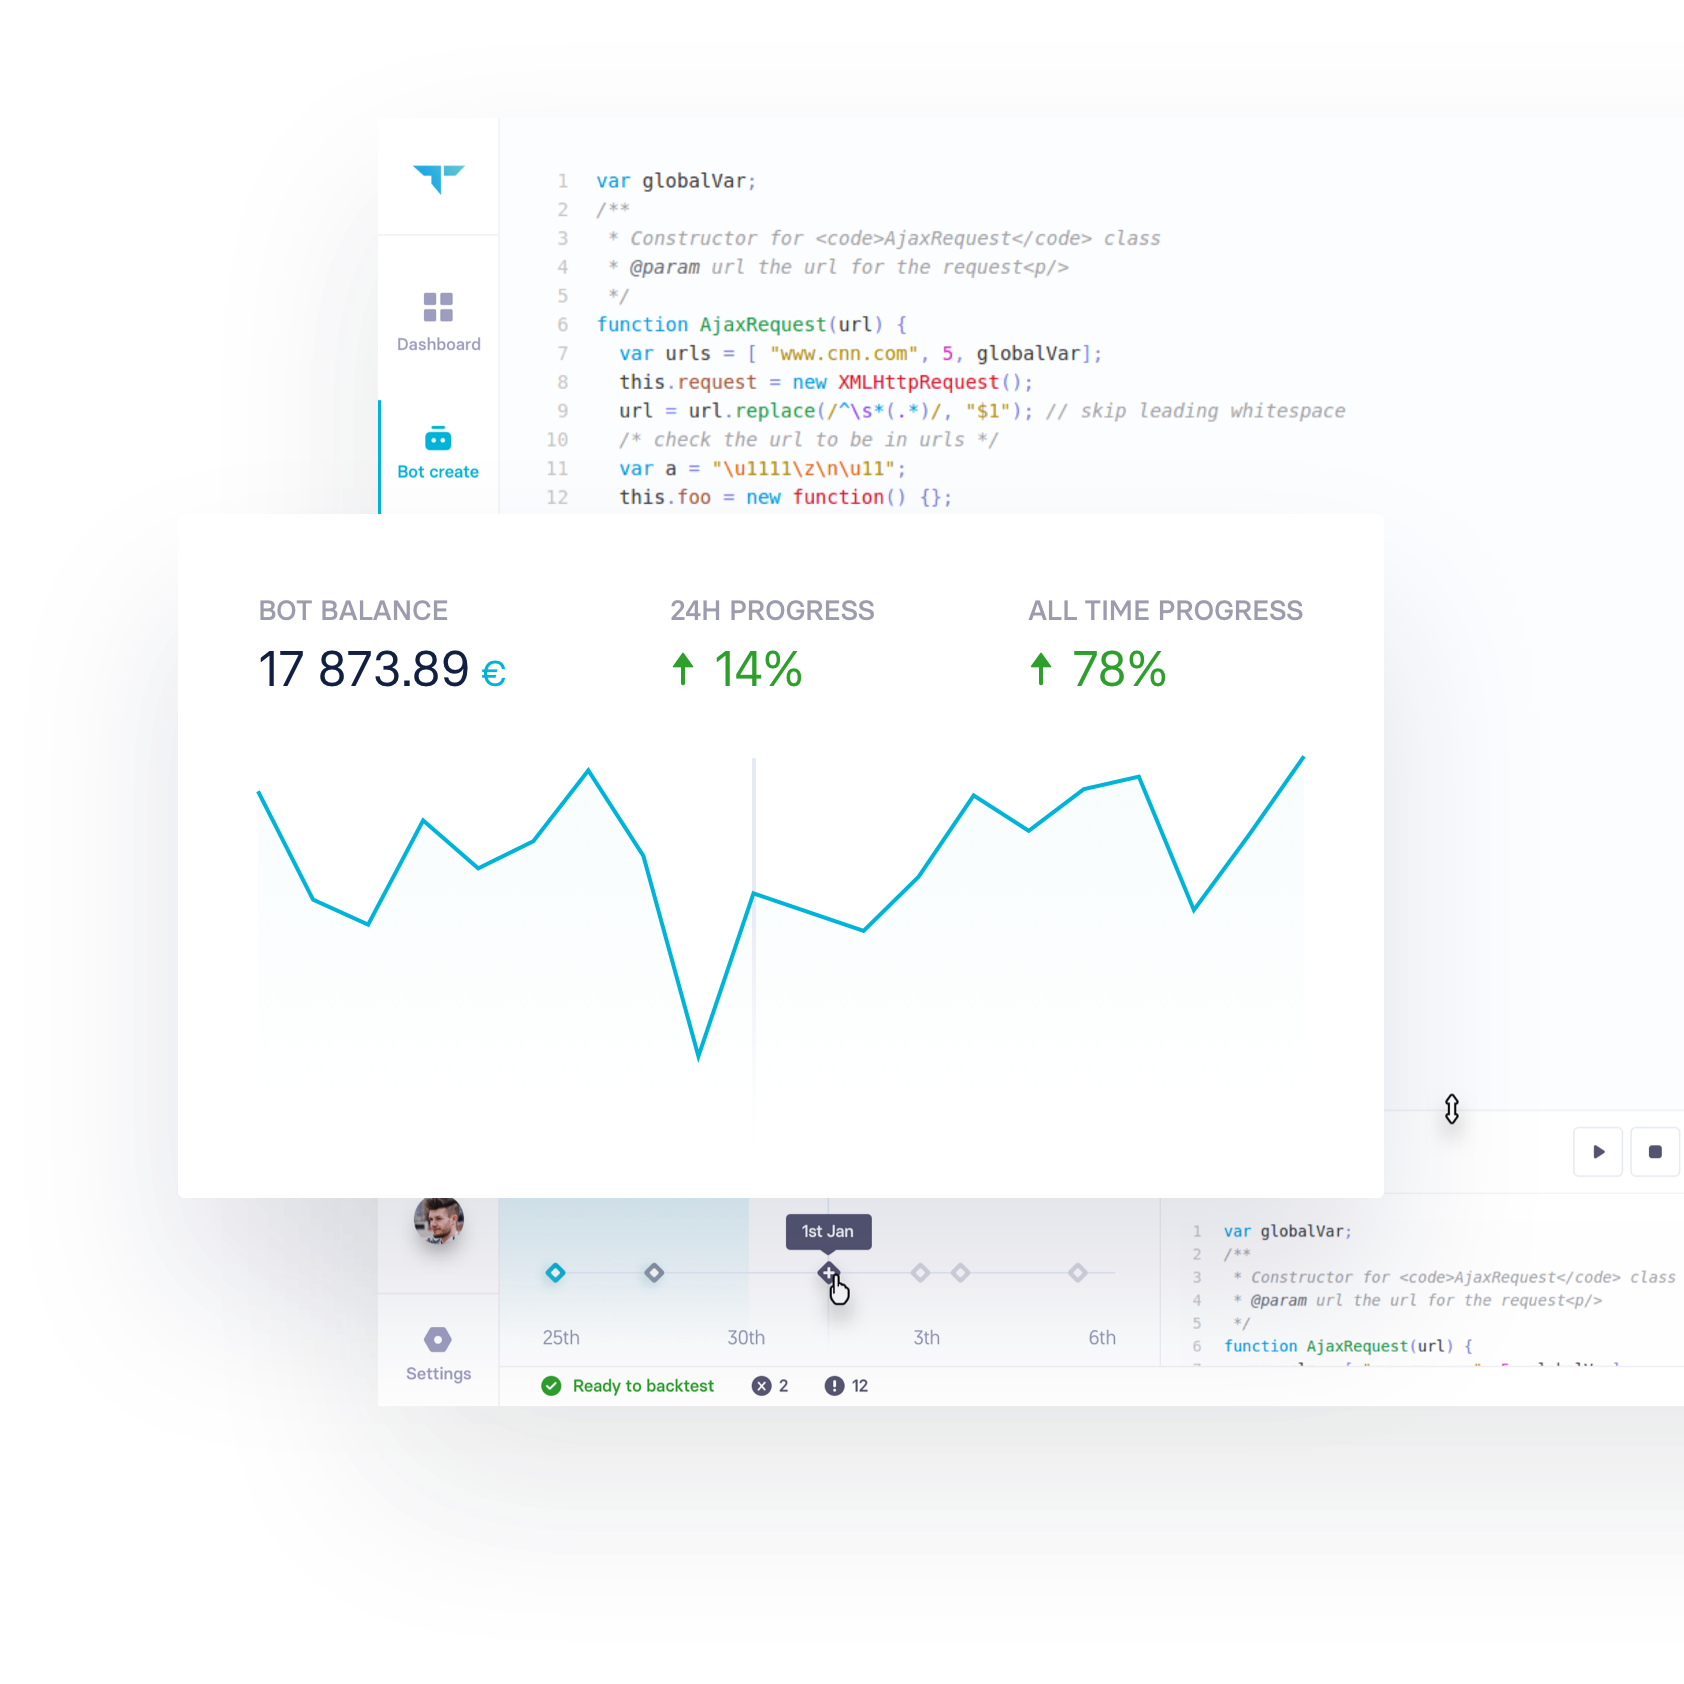 1 var globalVar;
2 /**
3 * Constructor for <code>AjaxRequest</code> class
4 * @param url the url for the request<p/>
5 */
6 function AjaxRequest(url) {
7 var urls = [ "www.cnn.com", 5, globalVar];
8 this.request = new XMLHttpRequest();
9 url = url.replace(/^\s*(.*)/, "$1"); // skip leading whitespace
10 /* check the url to be in urls */
11 var a = "\u1111\z\n\u11";
12 this.foo = new function() {};
Dashboard
Bot create
BOT BALANCE
17 873.89 €
24H PROGRESS
14%
ALL TIME PROGRESS
78%
1st Jan
25th 30th 3th 6th
Settings
Ready to backtest 2 12
1 var globalVar;
2 /**
3 * Constructor for <code>AjaxRequest</code> class
4 * @param url the url for the request<p/>
5 */
6 function AjaxRequest(url) {